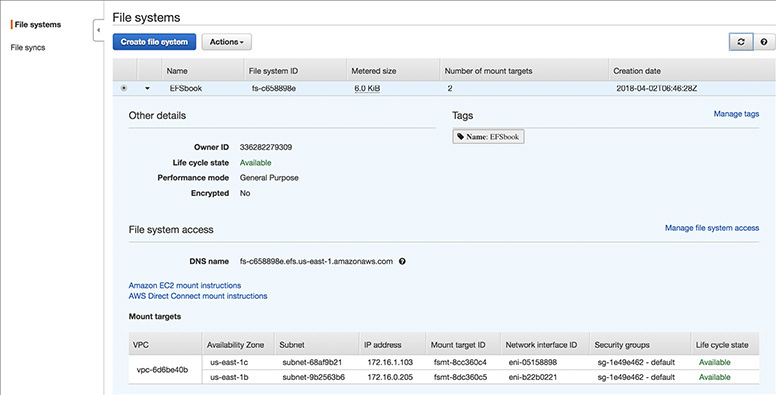 File systems
File syncs
File systems
Create file system Actions
Name File system ID Metered size Number of mount targets Creation date
EFSbook fs-c658898e 6.0 KiB 2 2018-04-02T06:46:28Z
Other details Tags Manage tags
Name: EFSbook
Owner ID 336282279309
Life cycle state Available
Performance mode General Purpose
Encrypted No
File system access Manage file system access
DNS name fs-c658898e.efs.us-east-1.amazonaws.com
Amazon EC2 mount instructions
AWS Direct Connect mount instructions
Mount targets
VPC Availability Zone Subnet IP address Mount target ID Network interface ID Security groups Life cycle state
vpc-6d6be40b
us-east-1c subnet-68af9b21 172.16.1.103 fsmt-8cc360c4 eni-05158898 sg-1e49e462 - default Available
us-east-1b subnet-9b2563b6 172.16.0.205 fsmt-8dc360c5 eni-b22b0221 sg-1e49e462 - default Available